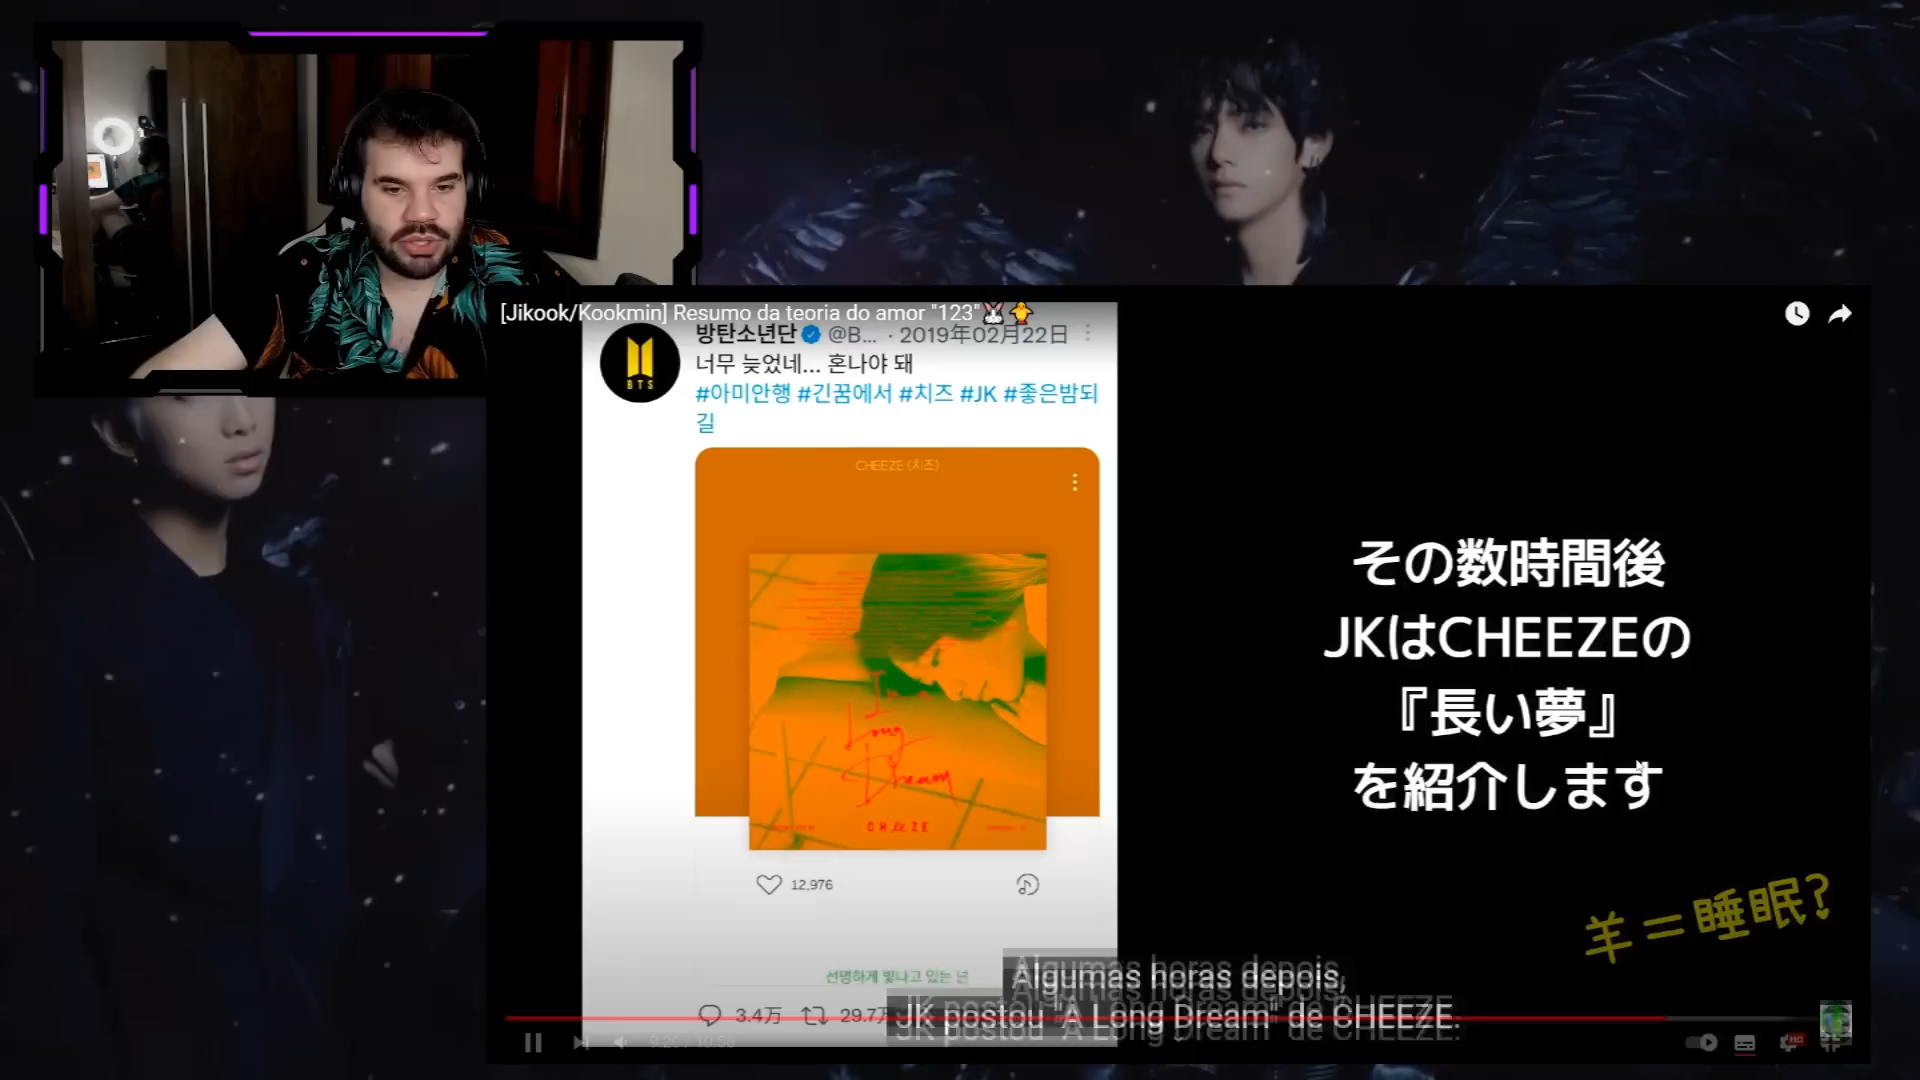 [Jikook/Kookmin] Resumo da teoria do amor "123"🐰🐥
방탄소년단 @B... · 2019年02月22日
너무 늦었네... 혼나야 돼
#아미안행 #긴꿈에서 #치즈 #JK #좋은밤되
길
BTS
CHEEZE (치즈)
In a
Long
Dream
CHEEZE
12,976
선명하게 빛나고 있는 넌
3.4万 29.7万
その数時間後
JKはCHEEZEの
『長い夢』
を紹介します
羊＝睡眠?
Algumas horas depois,
JK postou "A Long Dream" de CHEEZE.
HD